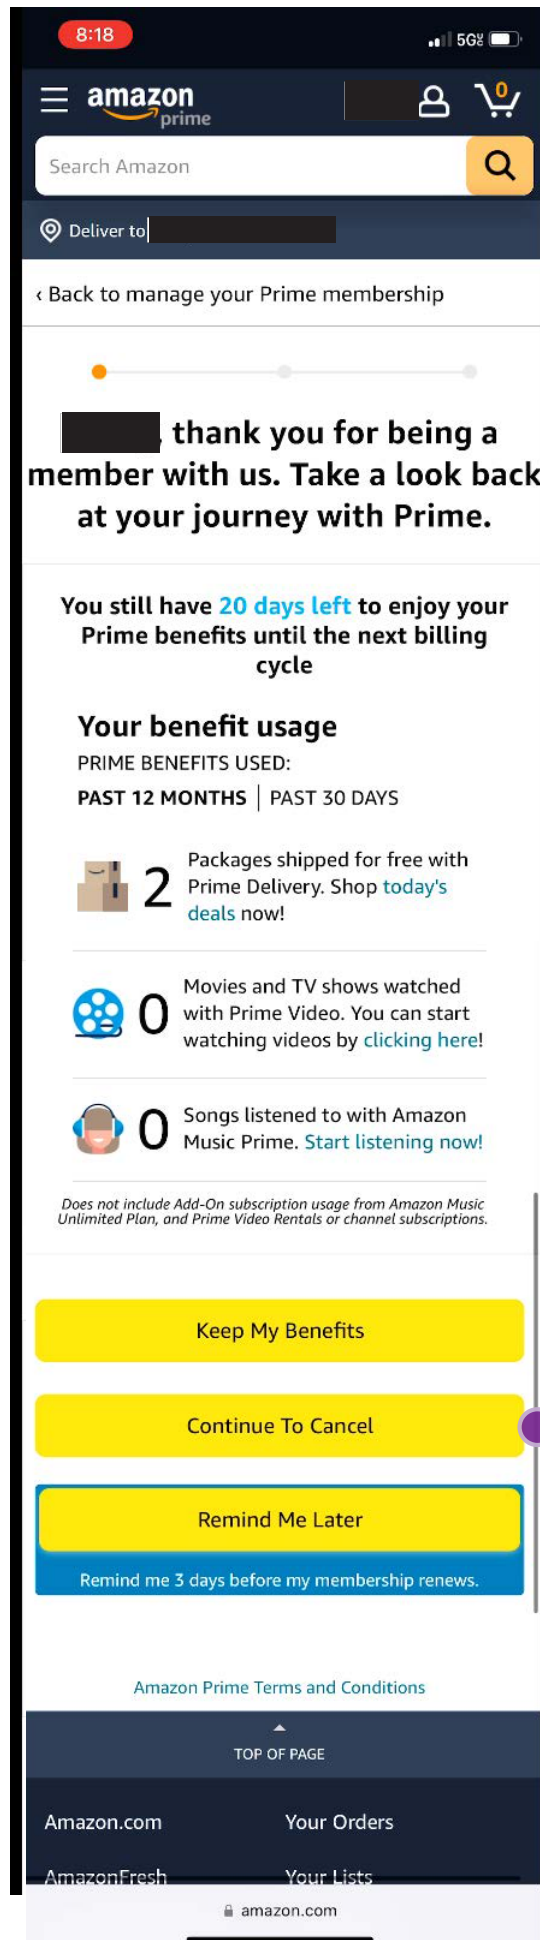 8:18
5G
amazon
prime
0
Search Amazon
Deliver to
‹ Back to manage your Prime membership
, thank you for being a
member with us. Take a look back
at your journey with Prime.
You still have 20 days left to enjoy your
Prime benefits until the next billing
cycle
Your benefit usage
PRIME BENEFITS USED:
PAST 12 MONTHS | PAST 30 DAYS
2
Packages shipped for free with
Prime Delivery. Shop today's
deals now!
0
Movies and TV shows watched
with Prime Video. You can start
watching videos by clicking here!
0
Songs listened to with Amazon
Music Prime. Start listening now!
Does not include Add-On subscription usage from Amazon Music
Unlimited Plan, and Prime Video Rentals or channel subscriptions.
Keep My Benefits
Continue To Cancel
Remind Me Later
Remind me 3 days before my membership renews.
Amazon Prime Terms and Conditions
TOP OF PAGE
Amazon.com Your Orders
AmazonFresh Your Lists
amazon.com